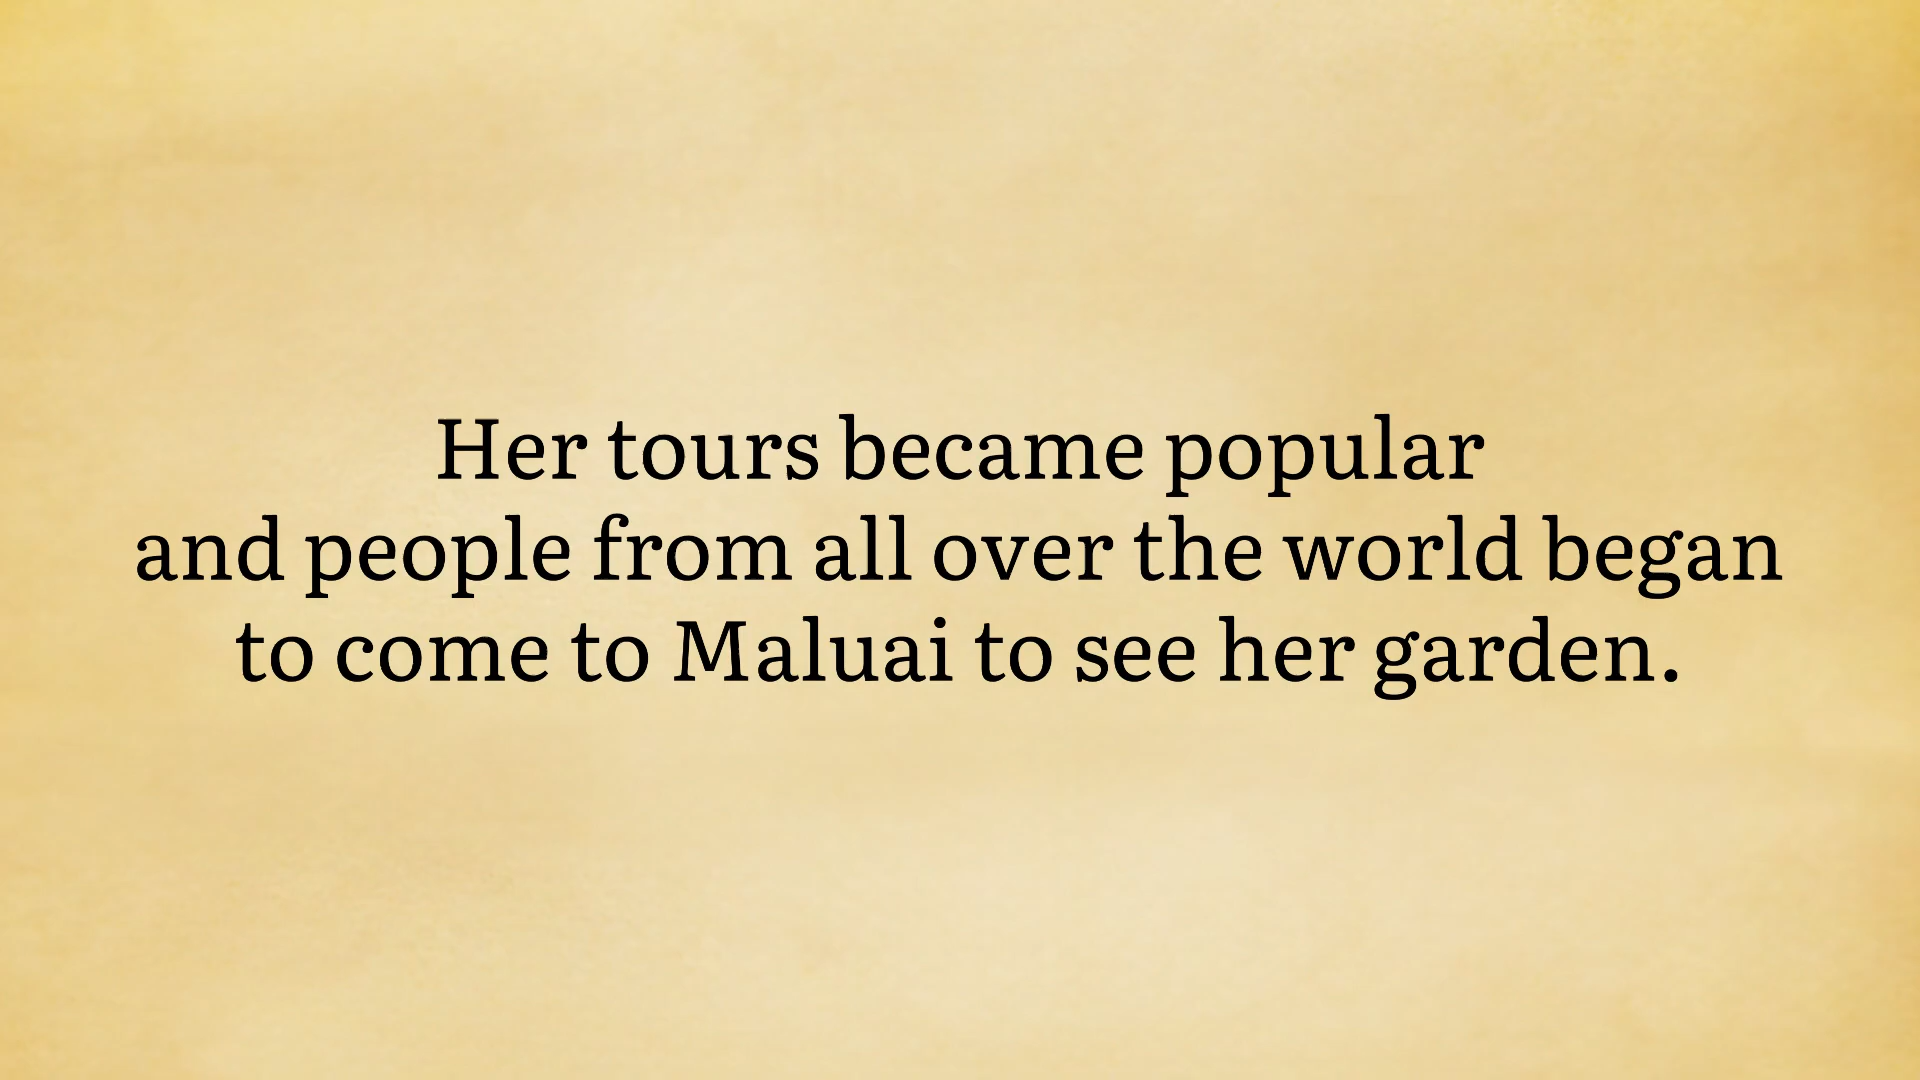 Her tours became popular
and people from all over the world began
to come to Maluai to see her garden.